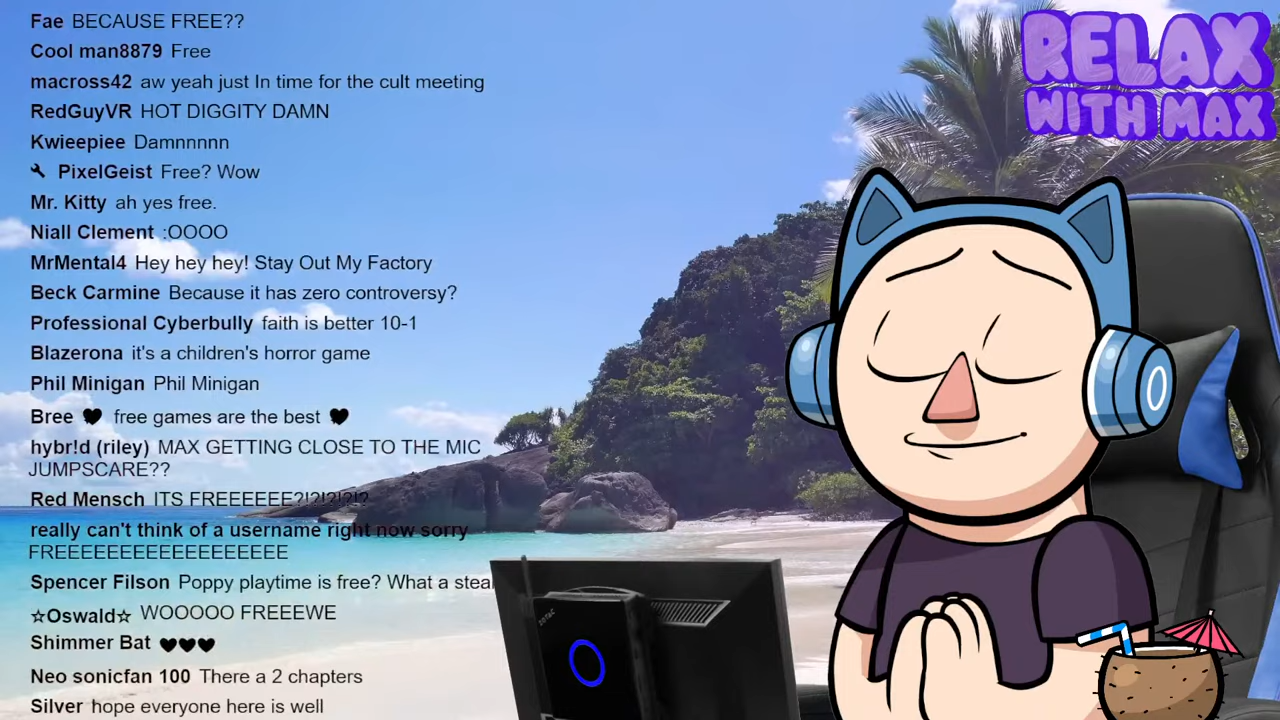 Fae BECAUSE FREE??
Cool man8879 Free
macross42 aw yeah just In time for the cult meeting
RedGuyVR HOT DIGGITY DAMN
Kwieepiee Damnnnnn
PixelGeist Free? Wow
Mr. Kitty ah yes free.
Niall Clement :OOOO
MrMental4 Hey hey hey! Stay Out My Factory
Beck Carmine Because it has zero controversy?
Professional Cyberbully faith is better 10-1
Blazerona it's a children's horror game
Phil Minigan Phil Minigan
Bree 🖤 free games are the best 🖤
hybr!d (riley) MAX GETTING CLOSE TO THE MIC
JUMPSCARE??
Red Mensch ITS FREEEEEE?!?!?!?!?
really can't think of a username right now sorry
FREEEEEEEEEEEEEEEEEE
Spencer Filson Poppy playtime is free? What a steal
☆Oswald☆ WOOOOO FREEEWE
Shimmer Bat 🖤🖤🖤
Neo sonicfan 100 There a 2 chapters
Silver hope everyone here is well
RELAX
WITH MAX
ZOTAC